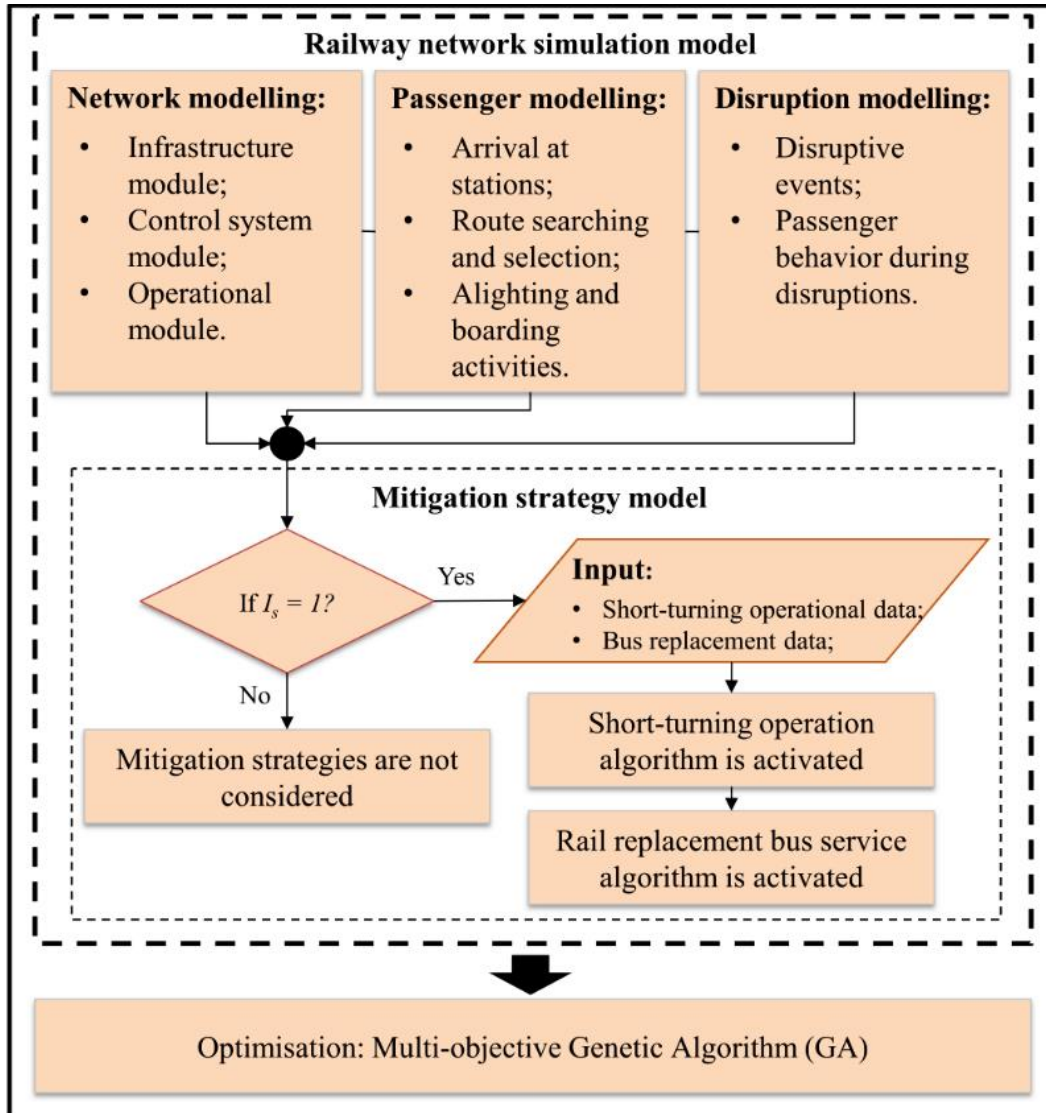 Railway network simulation model
Network modelling:
• Infrastructure
module;
• Control system
module;
• Operational
module.
Passenger modelling:
• Arrival at
stations;
• Route searching
and selection;
• Alighting and
boarding
activities.
Disruption modelling:
• Disruptive
events;
• Passenger
behavior during
disruptions.
Mitigation strategy model
If I_s = 1?
Yes
Input:
• Short-turning operational data;
• Bus replacement data;
No
Mitigation strategies are not
considered
Short-turning operation
algorithm is activated
Rail replacement bus service
algorithm is activated
Optimisation: Multi-objective Genetic Algorithm (GA)